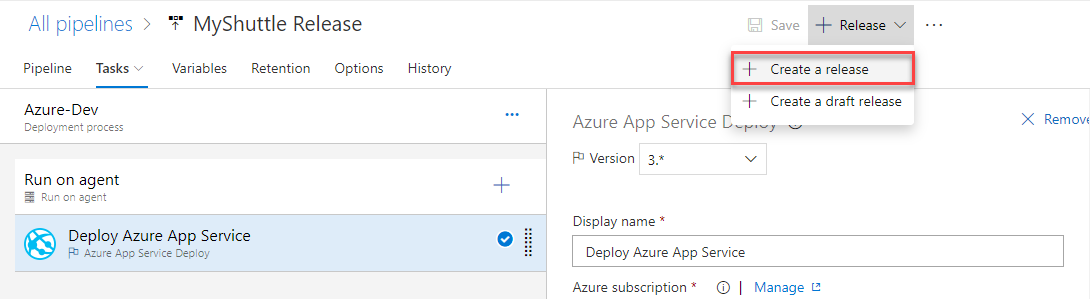 All pipelines > MyShuttle Release
Save
Release
...
Pipeline Tasks Variables Retention Options History
Create a release
Create a draft release
Azure-Dev
Deployment process
...
Run on agent
Run on agent
Deploy Azure App Service
Azure App Service Deploy
Azure App Service Deploy
Remove
Version 3.*
Display name *
Deploy Azure App Service
Azure subscription * | Manage